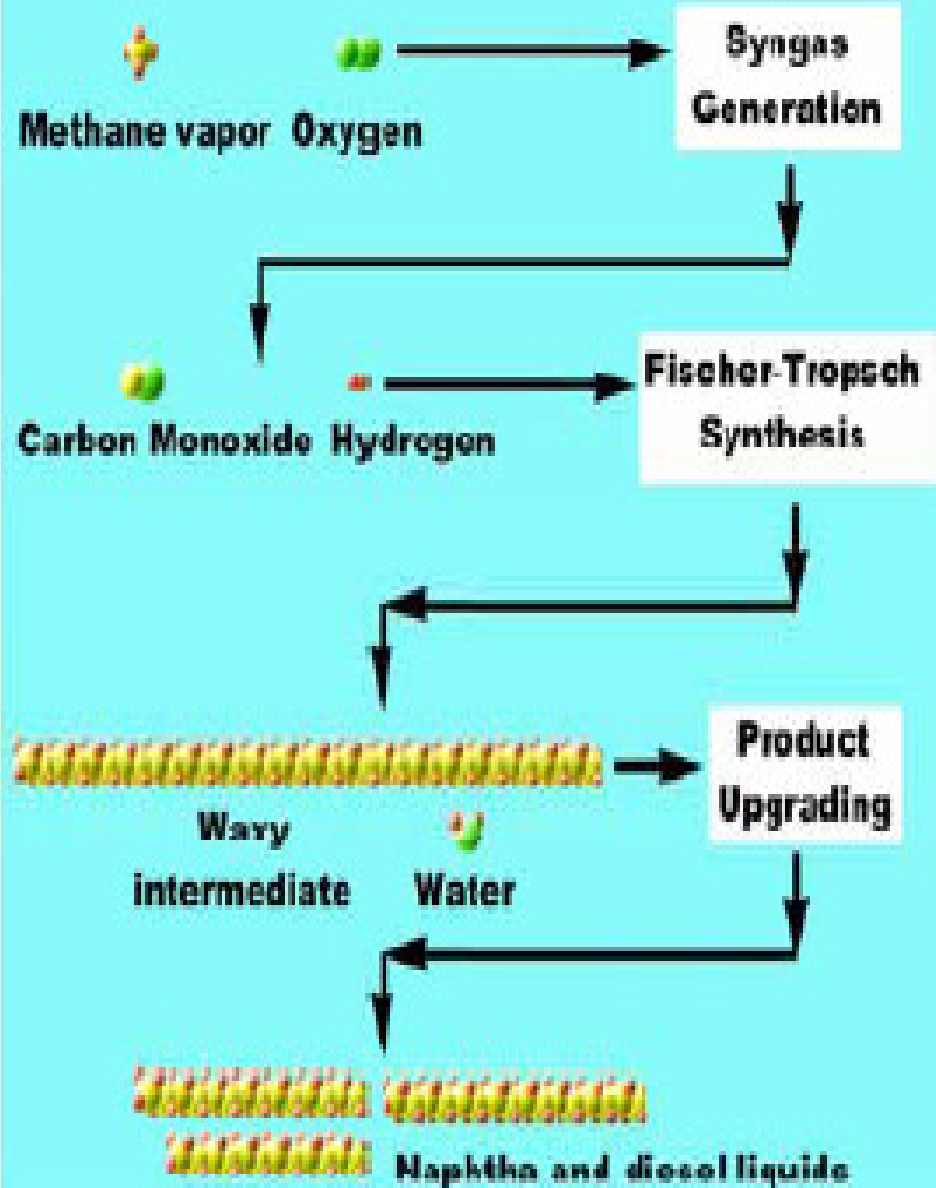 Syngas
Generation
Methane vapor Oxygen
Fischer-Tropsch
Synthesis
Carbon Monoxide Hydrogen
Product
Upgrading
Waxy
intermediate Water
Naphtha and diesel liquids